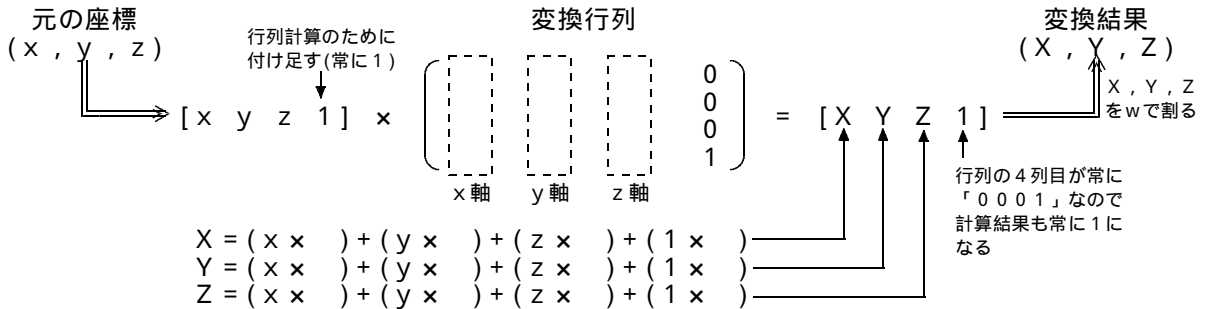 元の座標
(x , y , z)
変換行列
変換結果
(X , Y , Z)
行列計算のために
付け足す(常に1)
X , Y , Z
をwで割る
[x y z 1] × 0 0 0 1 = [X Y Z 1]
x軸 y軸 z軸
行列の4列目が常に
「0001」なので
計算結果も常に1に
なる
X=(x× )+(y× )+(z× )+(1× )
Y=(x× )+(y× )+(z× )+(1× )
Z=(x× )+(y× )+(z× )+(1× )